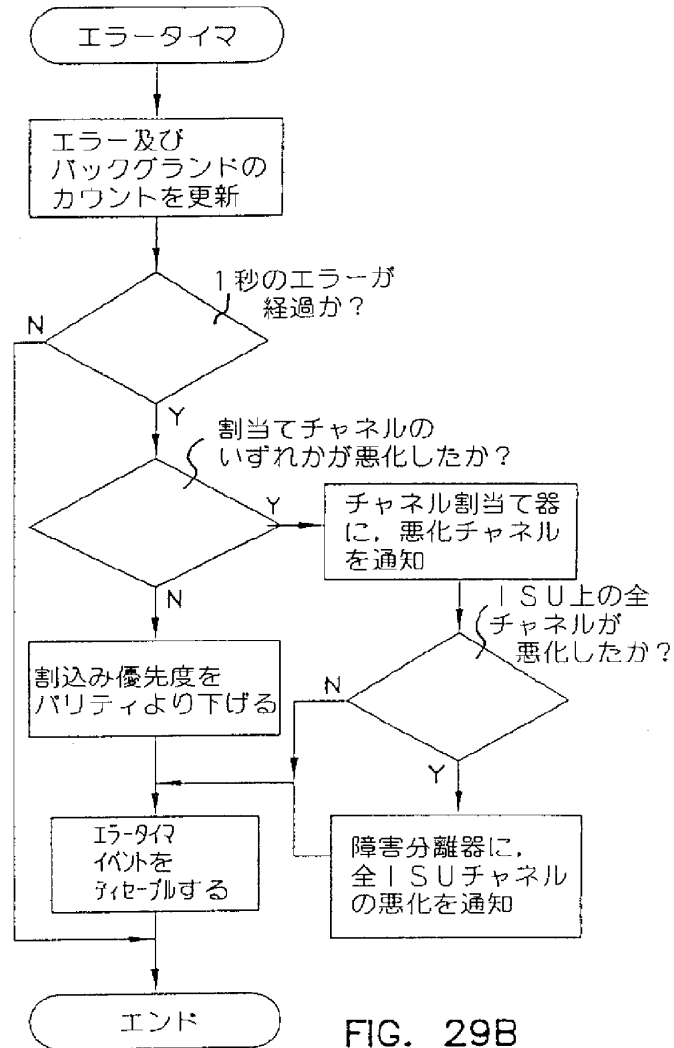 エラータイマ
エラー及び
バックグランドの
カウントを更新
1秒のエラーが
経過か?
N
Y
割当てチャネルの
いずれかが悪化したか?
Y
チャネル割当て器
に,悪化チャネル
を通知
N
ISU上の全
チャネルが
悪化したか?
割込み優先度を
パリティより下げる
N
Y
エラータイマ
イベントを
ディセーブルする
障害分離器に,
全ISUチャネル
の悪化を通知
エンド
FIG. 29B